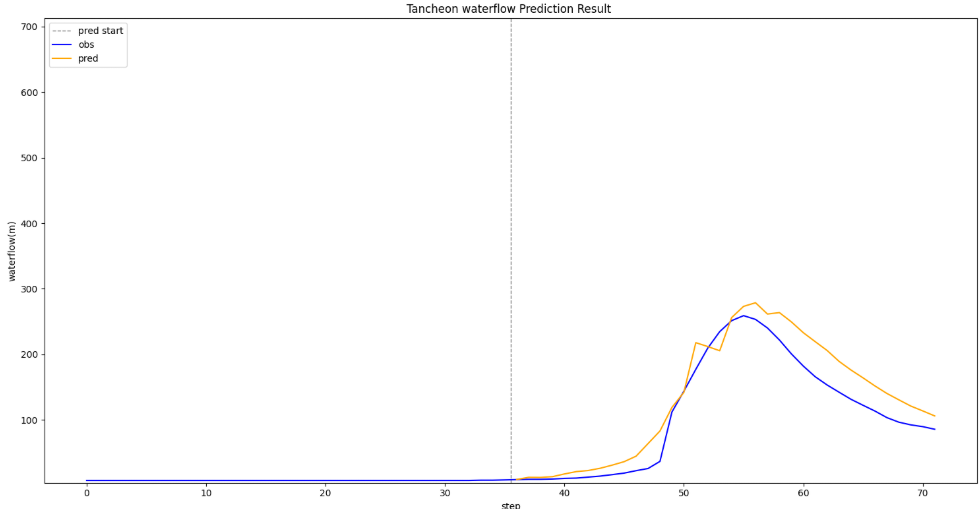 Tancheon waterflow Prediction Result
pred start
obs
pred
700
600
500
400
300
200
100
waterflow(m)
0 10 20 30 40 50 60 70
step